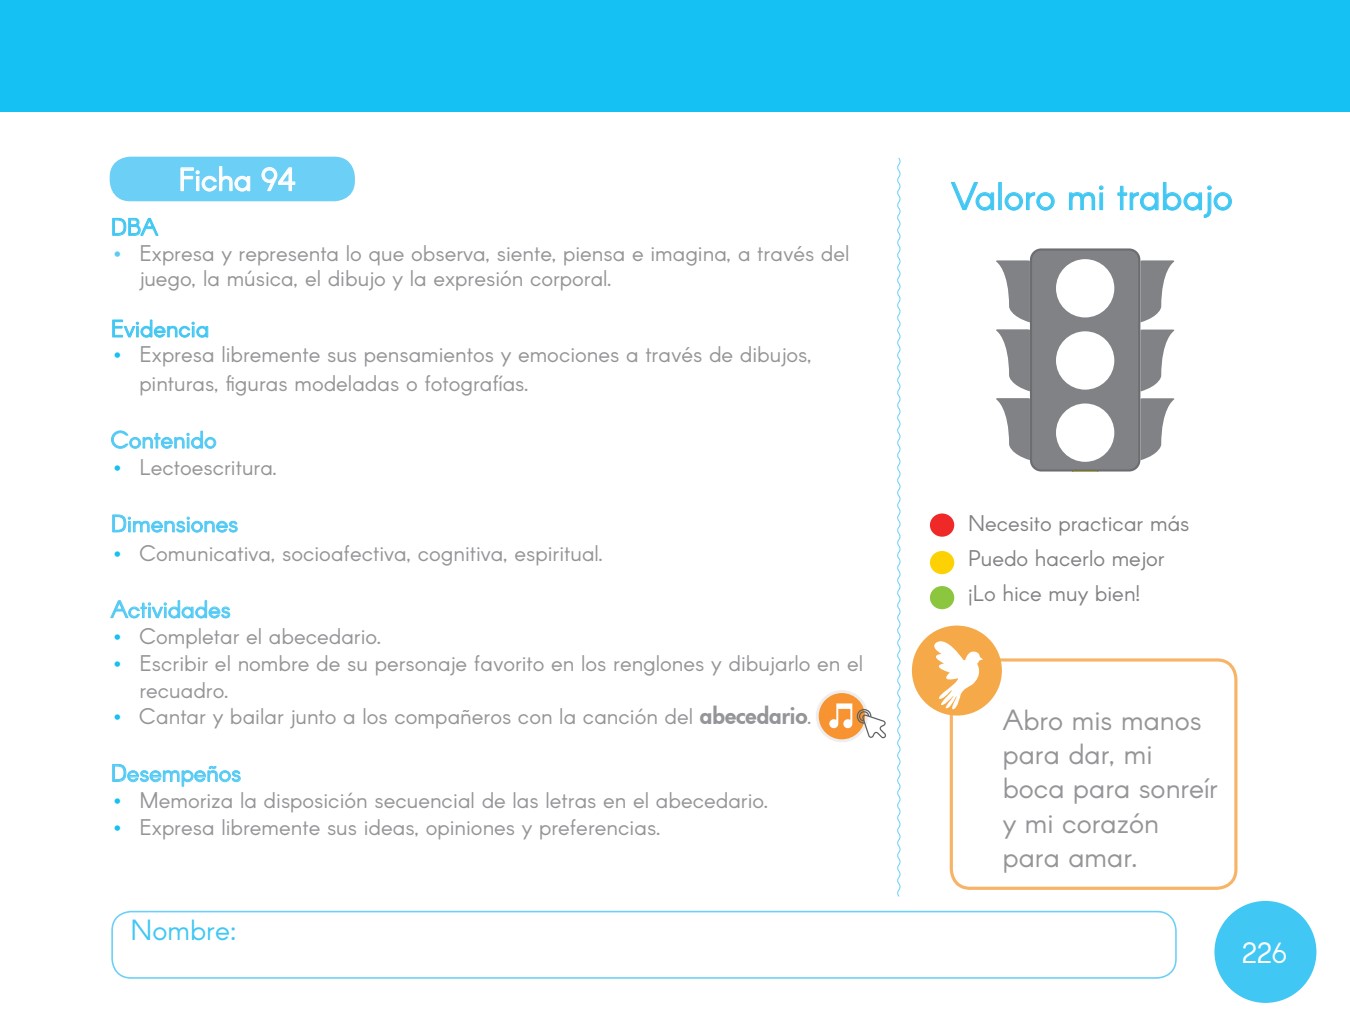 Ficha 94
DBA
• Expresa y representa lo que observa, siente, piensa e imagina, a través del
juego, la música, el dibujo y la expresión corporal.
Evidencia
• Expresa libremente sus pensamientos y emociones a través de dibujos,
pinturas, figuras modeladas o fotografías.
Contenido
• Lectoescritura.
Dimensiones
• Comunicativa, socioafectiva, cognitiva, espiritual.
Actividades
• Completar el abecedario.
• Escribir el nombre de su personaje favorito en los renglones y dibujarlo en el
recuadro.
• Cantar y bailar junto a los compañeros con la canción del abecedario.
Desempeños
• Memoriza la disposición secuencial de las letras en el abecedario.
• Expresa libremente sus ideas, opiniones y preferencias.
Valoro mi trabajo
Necesito practicar más
Puedo hacerlo mejor
¡Lo hice muy bien!
Abro mis manos
para dar, mi
boca para sonreír
y mi corazón
para amar.
Nombre:
226